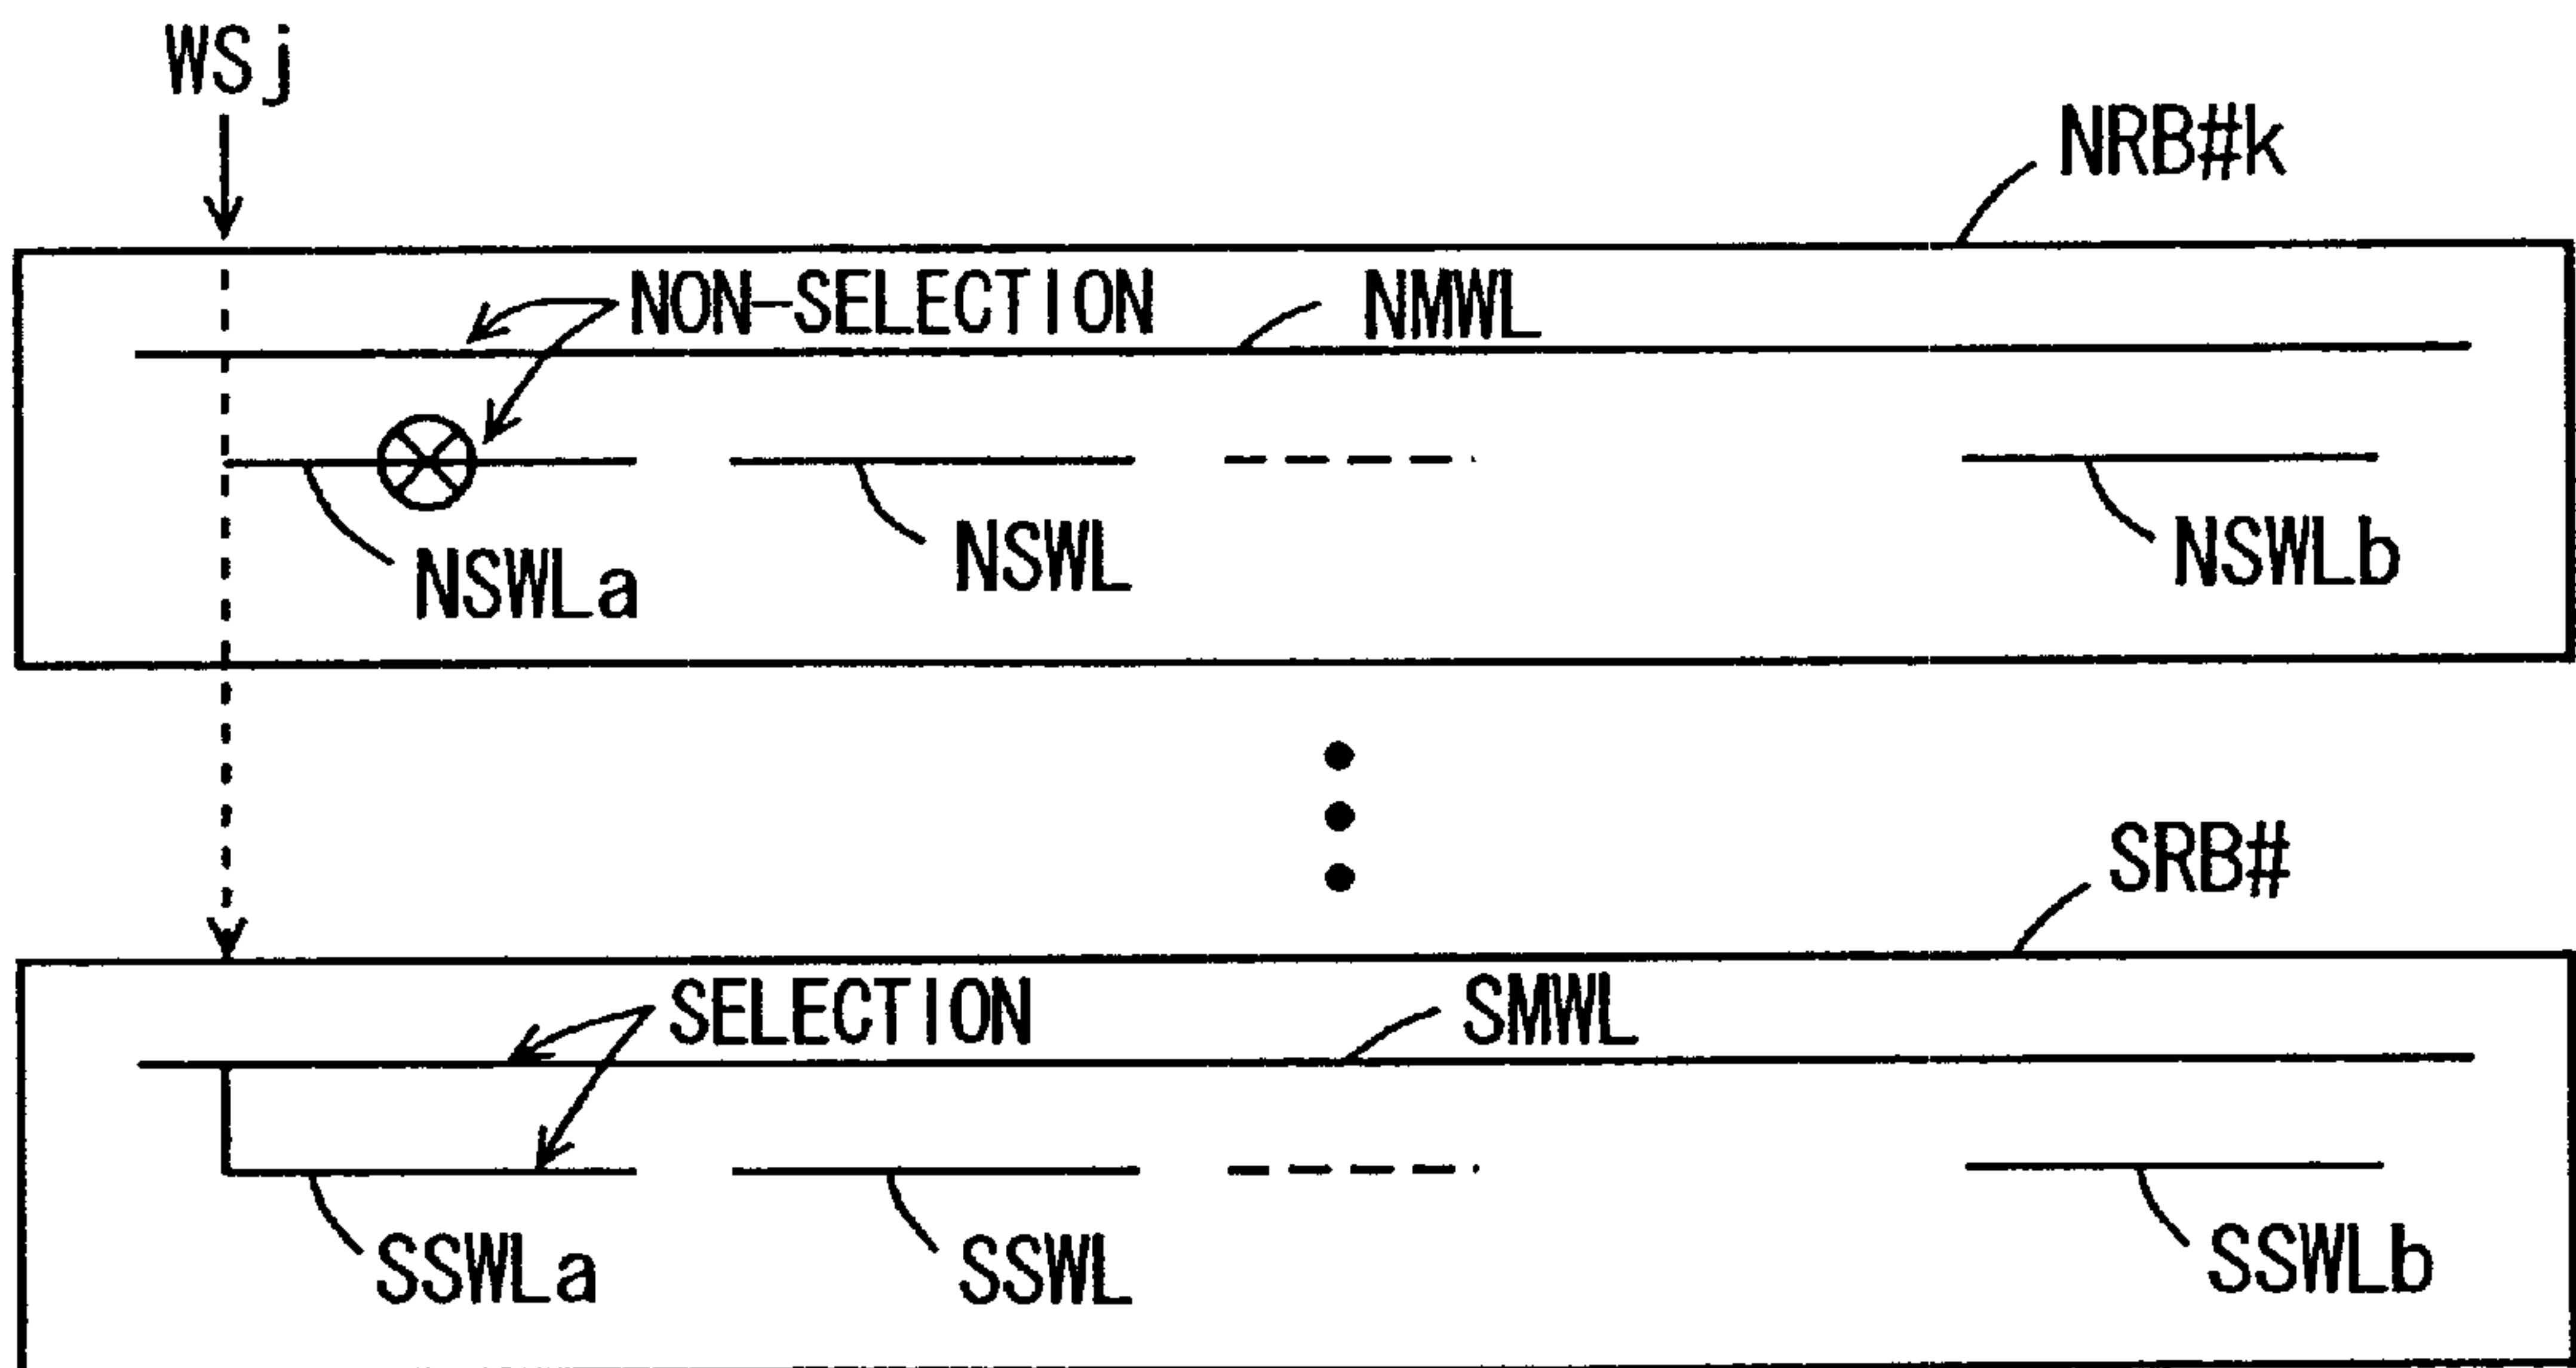 WSj
NRB#k
NON-SELECTION
NMWL
NSWLa
NSWL
NSWLb
SRB#
SELECTION
SMWL
SSWLa
SSWL
SSWLb